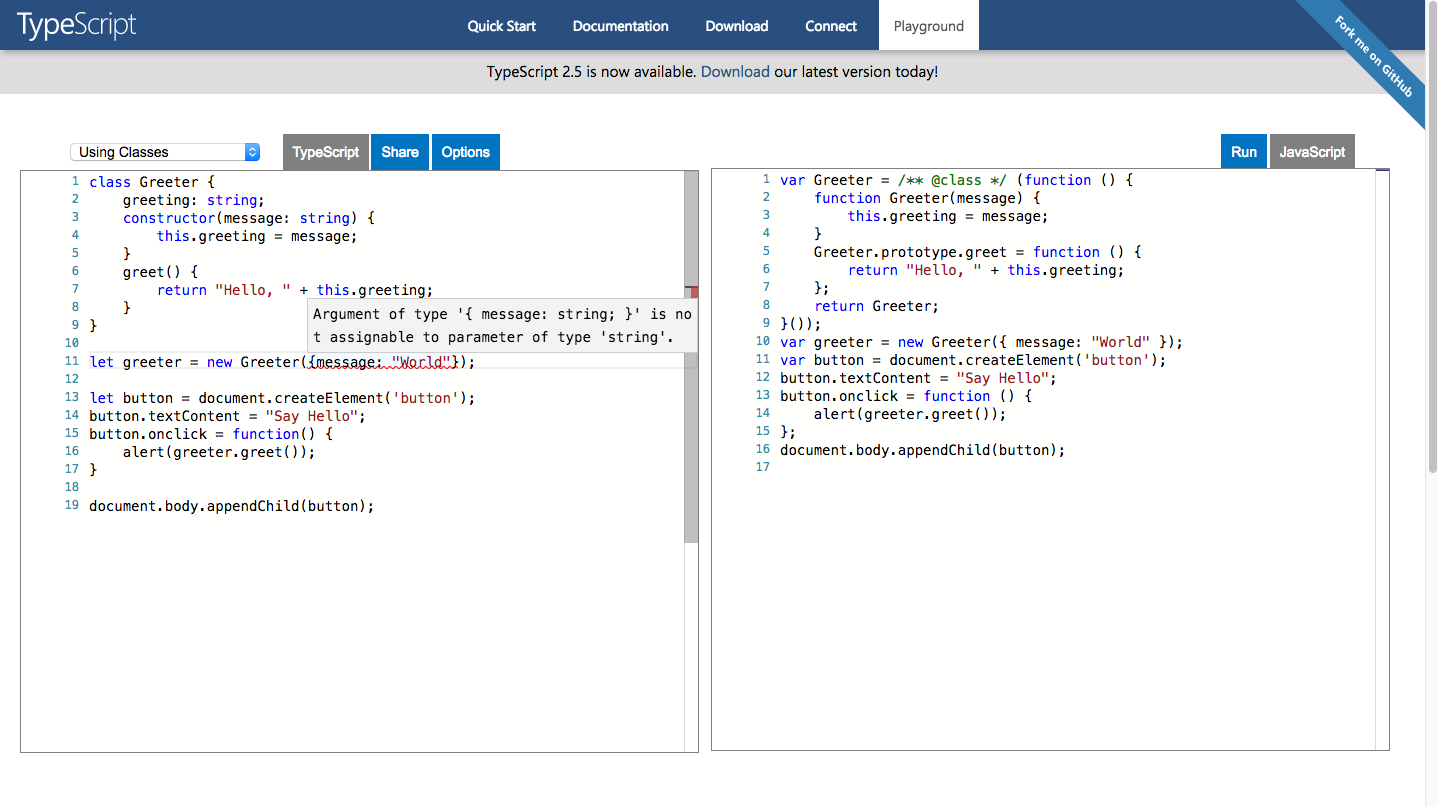 TypeScript
Quick Start Documentation Download Connect Playground
Fork me on GitHub
TypeScript 2.5 is now available. Download our latest version today!
Using Classes TypeScript Share Options
1 class Greeter {
2 greeting: string;
3 constructor(message: string) {
4 this.greeting = message;
5 }
6 greet() {
7 return "Hello, " + this.greeting;
8 }
9 }
10
Argument of type '{ message: string; }' is no
t assignable to parameter of type 'string'.
11 let greeter = new Greeter({message: "World"});
12
13 let button = document.createElement('button');
14 button.textContent = "Say Hello";
15 button.onclick = function() {
16 alert(greeter.greet());
17 }
18
19 document.body.appendChild(button);
Run JavaScript
1 var Greeter = /** @class */ (function () {
2 function Greeter(message) {
3 this.greeting = message;
4 }
5 Greeter.prototype.greet = function () {
6 return "Hello, " + this.greeting;
7 };
8 return Greeter;
9 }());
10 var greeter = new Greeter({ message: "World" });
11 var button = document.createElement('button');
12 button.textContent = "Say Hello";
13 button.onclick = function () {
14 alert(greeter.greet());
15 };
16 document.body.appendChild(button);
17